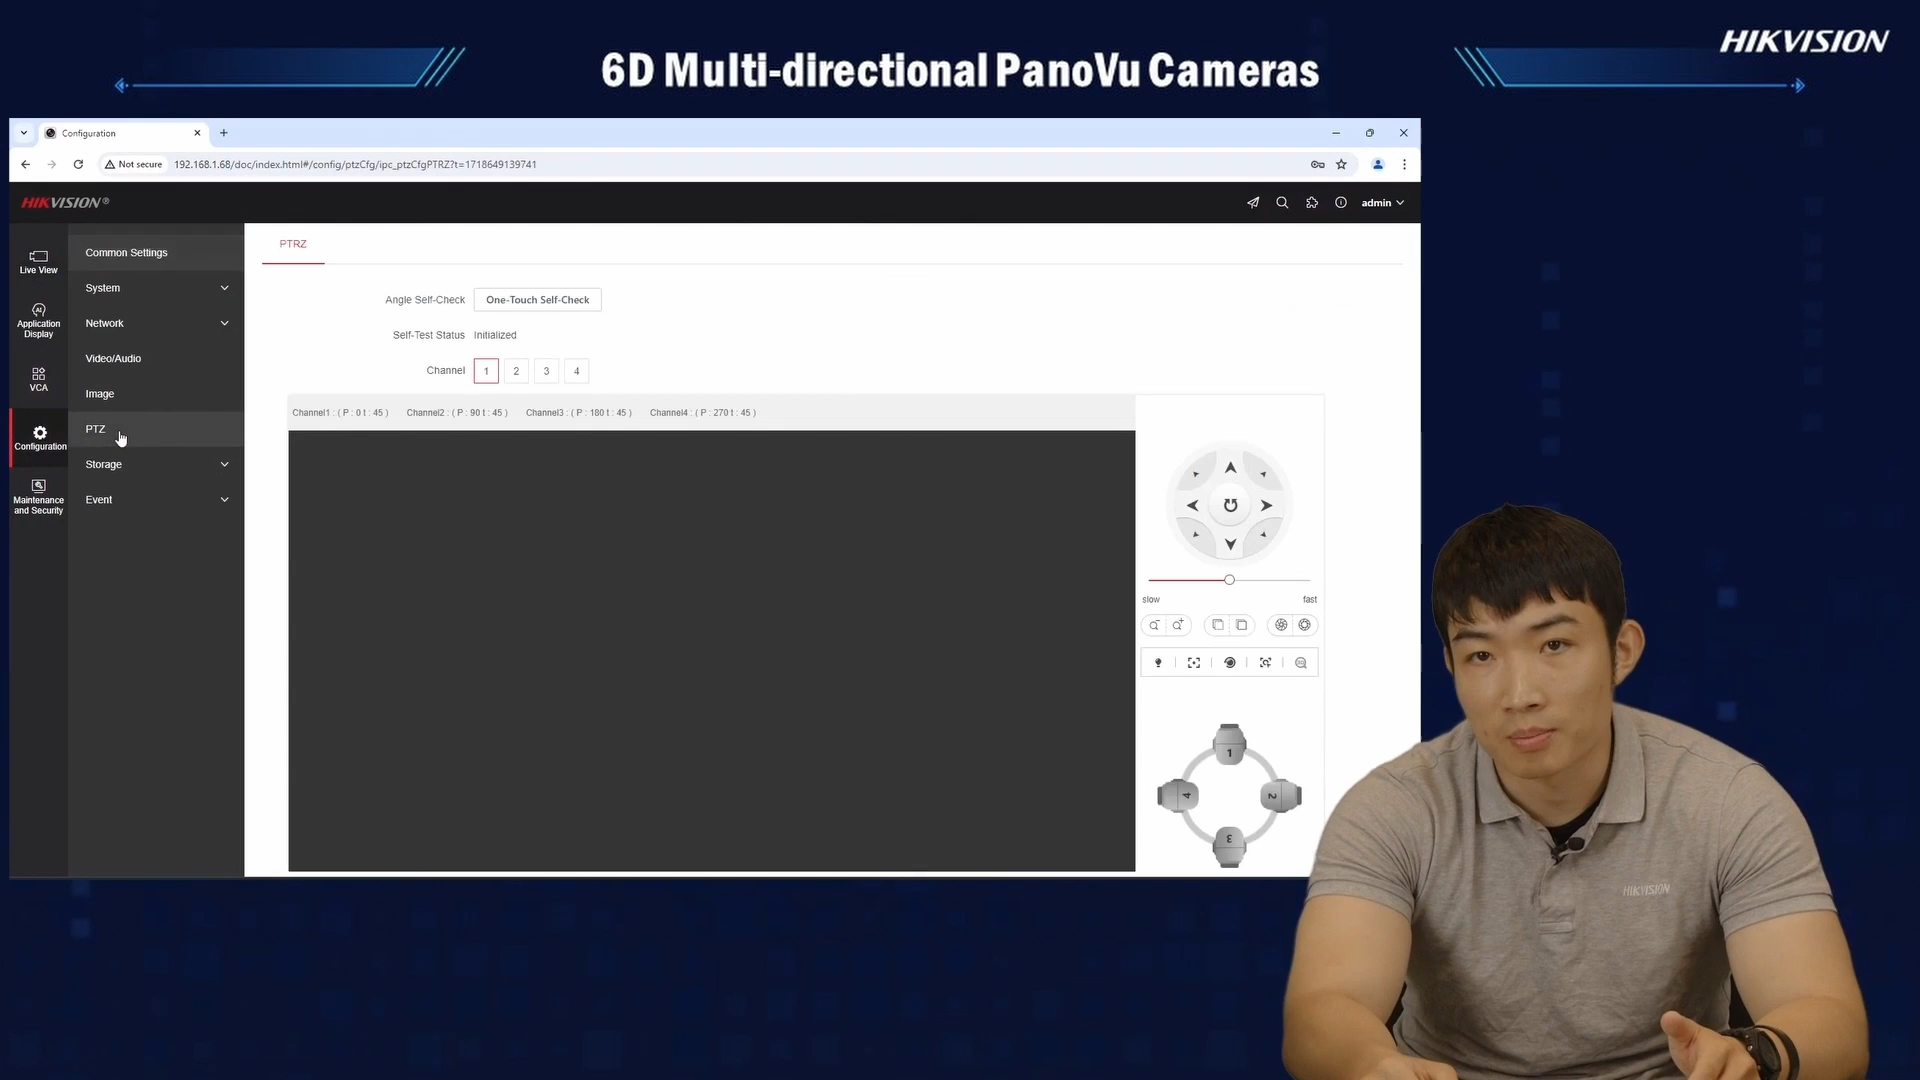 HIKVISION
6D Multi-directional PanoVu Cameras
Configuration
Not secure
192.168.1.68/doc/index.html#/config/ptzCfg/ipc_ptzCfgPTRZ?t=1718649139741
HIKVISION®
admin
Live View
Application
Display
VCA
Configuration
Maintenance
and Security
Common Settings
System
Network
Video/Audio
Image
PTZ
Storage
Event
PTRZ
Angle Self-Check One-Touch Self-Check
Self-Test Status Initialized
Channel 1 2 3 4
Channel1 : ( P : 0 t : 45 ) Channel2 : ( P : 90 t : 45 ) Channel3 : ( P : 180 t : 45 ) Channel4 : ( P : 270 t : 45 )
slow fast
1
4 2
3
HIKVISION